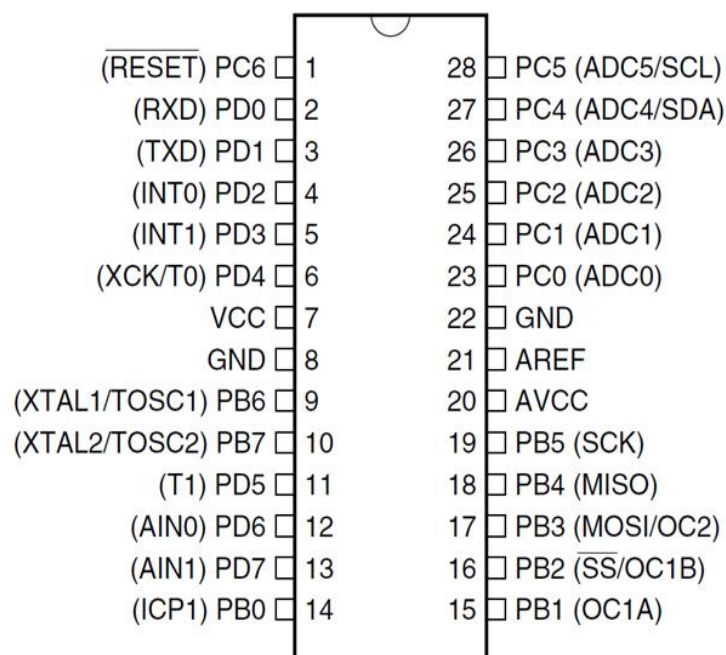 (RESET) PC6 1 28 PC5 (ADC5/SCL)
(RXD) PD0 2 27 PC4 (ADC4/SDA)
(TXD) PD1 3 26 PC3 (ADC3)
(INT0) PD2 4 25 PC2 (ADC2)
(INT1) PD3 5 24 PC1 (ADC1)
(XCK/T0) PD4 6 23 PC0 (ADC0)
VCC 7 22 GND
GND 8 21 AREF
(XTAL1/TOSC1) PB6 9 20 AVCC
(XTAL2/TOSC2) PB7 10 19 PB5 (SCK)
(T1) PD5 11 18 PB4 (MISO)
(AIN0) PD6 12 17 PB3 (MOSI/OC2)
(AIN1) PD7 13 16 PB2 (SS/OC1B)
(ICP1) PB0 14 15 PB1 (OC1A)